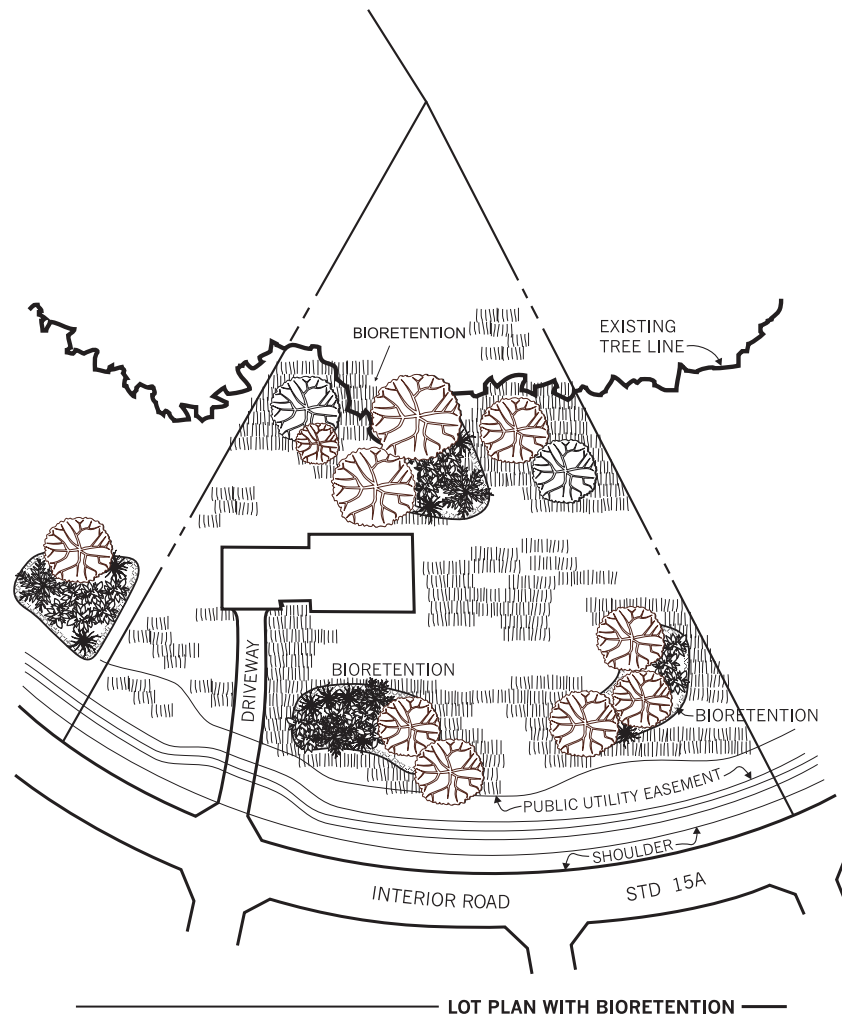 BIORETENTION
EXISTING
TREE LINE
DRIVEWAY
BIORETENTION
BIORETENTION
PUBLIC UTILITY EASEMENT
SHOULDER
INTERIOR ROAD
STD 15A
LOT PLAN WITH BIORETENTION